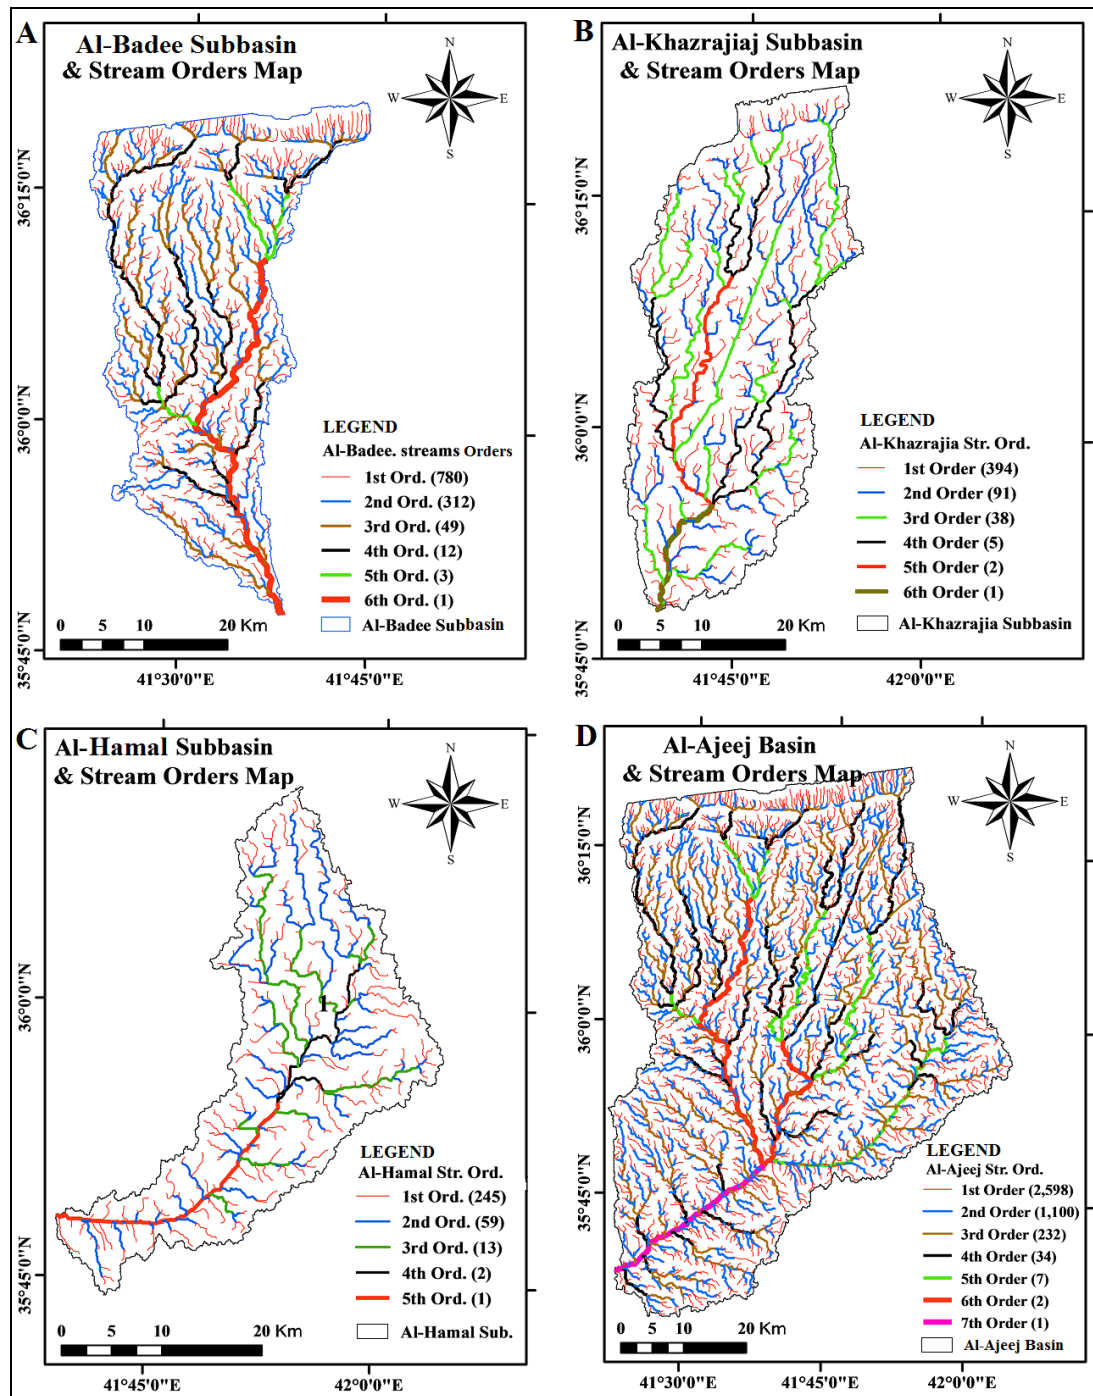 A
Al-Badee Subbasin
& Stream Orders Map
N
W
E
S
36°15'0"N
36°0'0"N
35°45'0"N
LEGEND
Al-Badee. streams Orders
1st Ord. (780)
2nd Ord. (312)
3rd Ord. (49)
4th Ord. (12)
5th Ord. (3)
6th Ord. (1)
Al-Badee Subbasin
0 5 10 20 Km
41°30'0"E 41°45'0"E
B
Al-Khazrajiaj Subbasin
& Stream Orders Map
N
W
E
S
36°15'0"N
36°0'0"N
35°45'0"N
LEGEND
Al-Khazrajia Str. Ord.
1st Order (394)
2nd Order (91)
3rd Order (38)
4th Order (5)
5th Order (2)
6th Order (1)
Al-Khazrajia Subbasin
0 5 10 20 Km
41°45'0"E 42°0'0"E
C
Al-Hamal Subbasin
& Stream Orders Map
N
W
E
S
36°0'0"N
35°45'0"N
LEGEND
Al-Hamal Str. Ord.
1st Ord. (245)
2nd Ord. (59)
3rd Ord. (13)
4th Ord. (2)
5th Ord. (1)
Al-Hamal Sub.
0 5 10 20 Km
41°45'0"E 42°0'0"E
D
Al-Ajeej Basin
& Stream Orders Map
N
W
E
S
36°15'0"N
36°0'0"N
35°45'0"N
LEGEND
Al-Ajeej Str. Ord.
1st Order (2,598)
2nd Order (1,100)
3rd Order (232)
4th Order (34)
5th Order (7)
6th Order (2)
7th Order (1)
Al-Ajeej Basin
0 5 10 20 Km
41°30'0"E 41°45'0"E 42°0'0"E